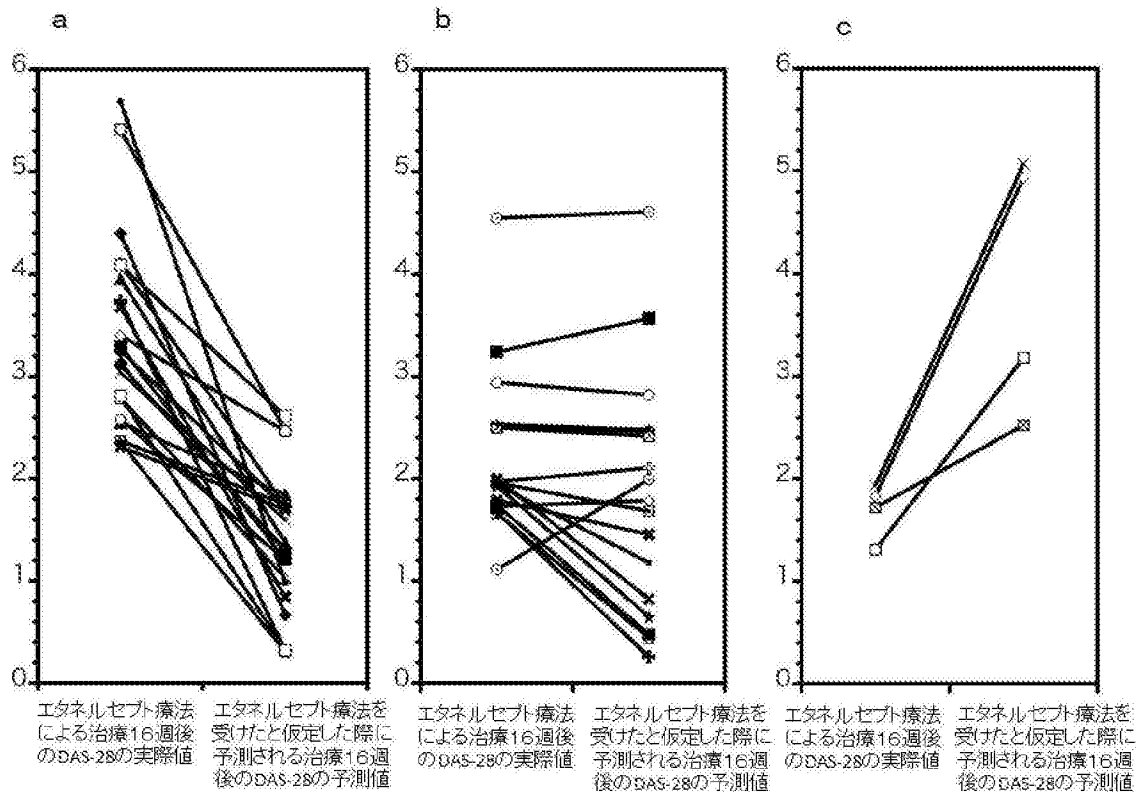 a
b
c
6
5
4
3
2
1
0
6
5
4
3
2
1
0
6
5
4
3
2
1
0
エタネルセプト療法
による治療16週後
のDAS-28の実際値
エタネルセプト療法を
受けたと仮定した際に
予測される治療16週
後のDAS-28の予測値
エタネルセプト療法
による治療16週後
のDAS-28の実際値
エタネルセプト療法を
受けたと仮定した際に
予測される治療16週
後のDAS-28の予測値
エタネルセプト療法
による治療16週後
のDAS-28の実際値
エタネルセプト療法を
受けたと仮定した際に
予測される治療16週
後のDAS-28の予測値